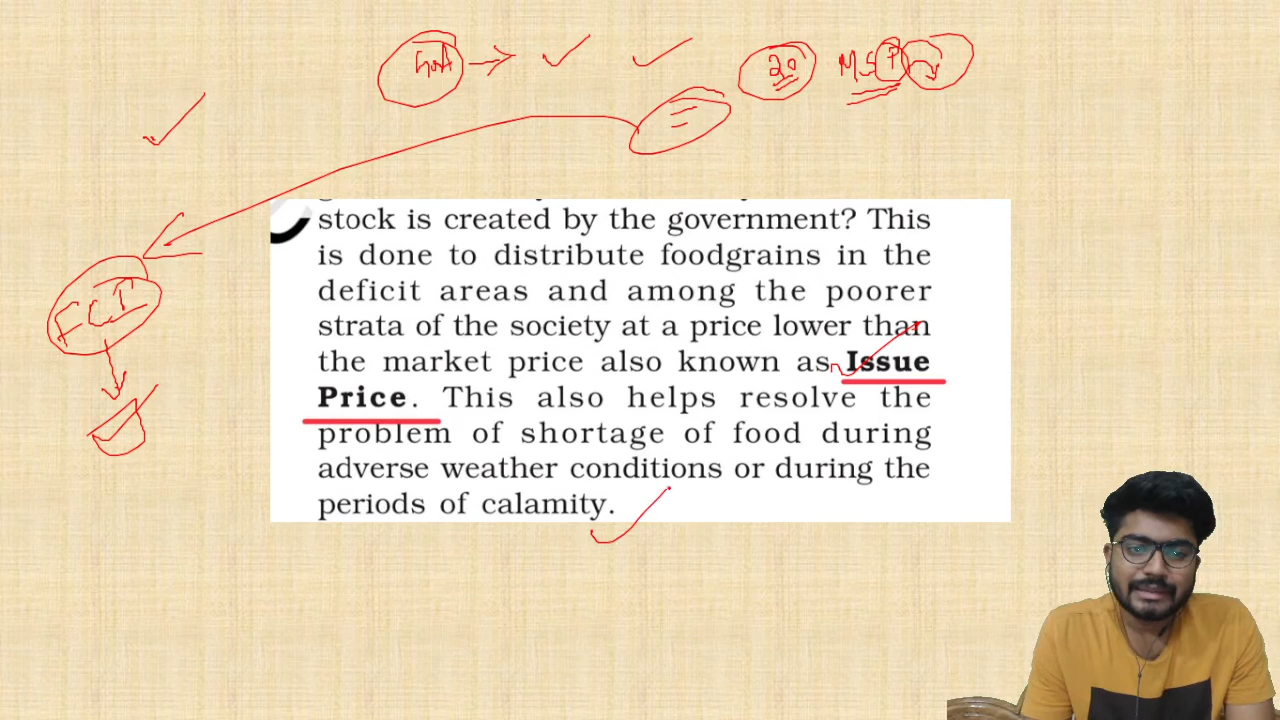 20 MSP
FCI
stock is created by the government? This
is done to distribute foodgrains in the
deficit areas and among the poorer
strata of the society at a price lower than
the market price also known as Issue
Price. This also helps resolve the
problem of shortage of food during
adverse weather conditions or during the
periods of calamity.